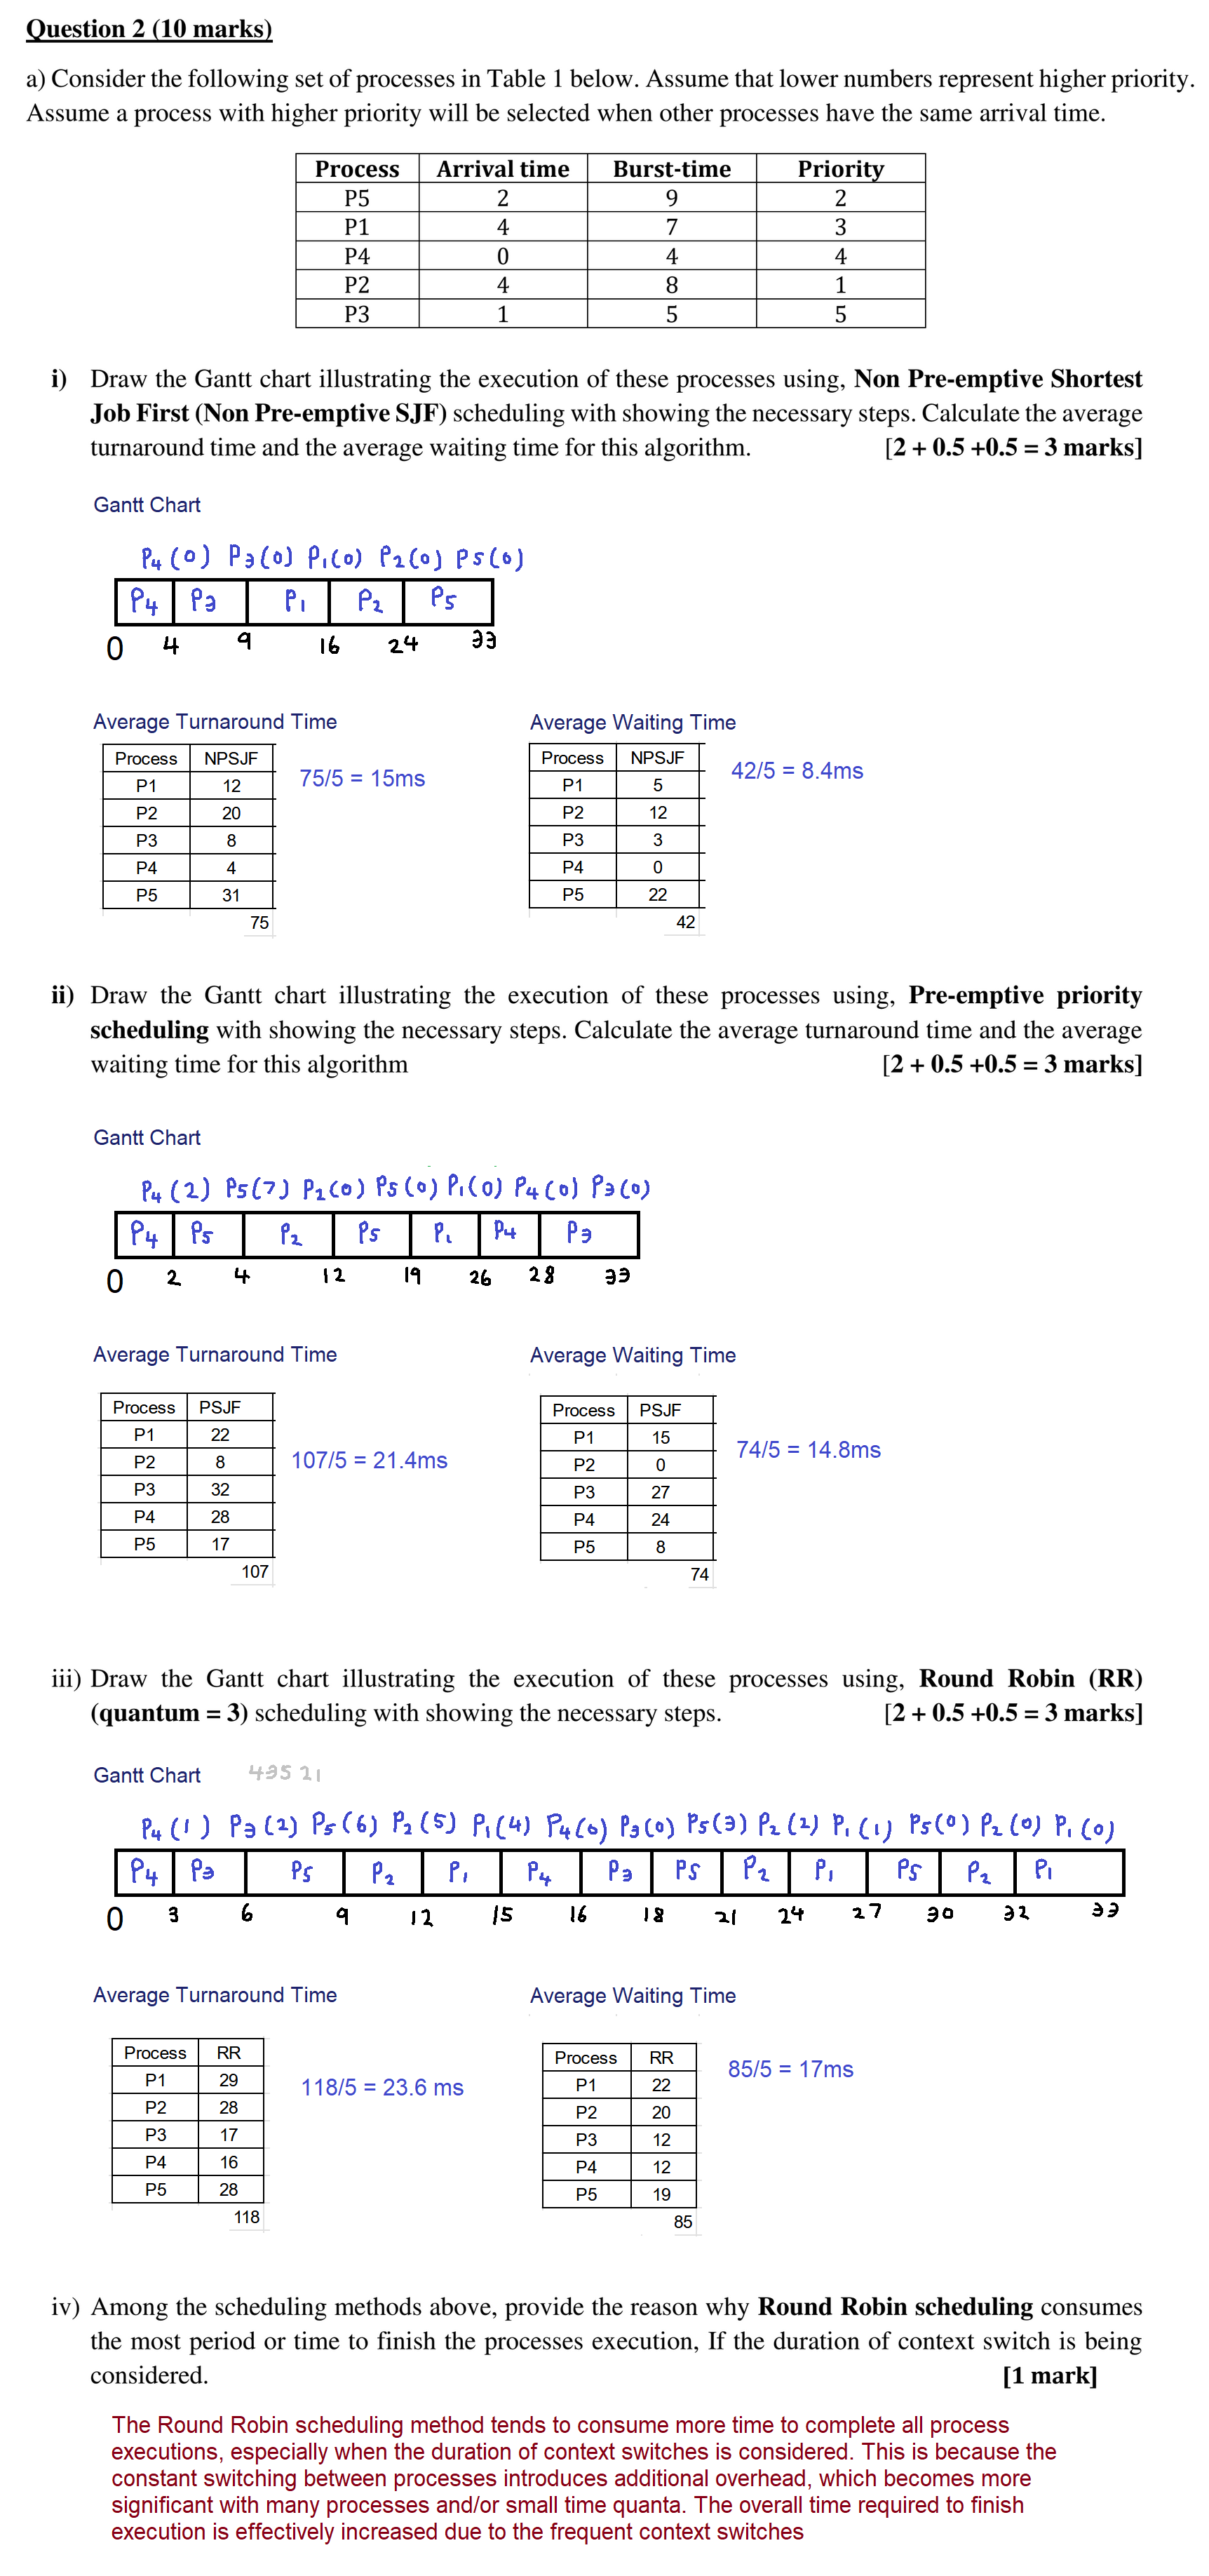 Question 2 (10 marks)
a) Consider the following set of processes in Table 1 below. Assume that lower numbers represent higher priority.
Assume a process with higher priority will be selected when other processes have the same arrival time.
Process Arrival time Burst-time Priority
P5 2 9 2
P1 4 7 3
P4 0 4 4
P2 4 8 1
P3 1 5 5
i) Draw the Gantt chart illustrating the execution of these processes using, Non Pre-emptive Shortest
Job First (Non Pre-emptive SJF) scheduling with showing the necessary steps. Calculate the average
turnaround time and the average waiting time for this algorithm. [2 + 0.5 +0.5 = 3 marks]
Gantt Chart
P4 (0) P3 (0) P1 (0) P2 (0) P5 (0)
P4 P3 P1 P2 P5
0 4 9 16 24 33
Average Turnaround Time Average Waiting Time
Process NPSJF Process NPSJF
75/5 = 15ms 42/5 = 8.4ms
P1 12 P1 5
P2 20 P2 12
P3 8 P3 3
P4 4 P4 0
P5 31 P5 22
75 42
ii) Draw the Gantt chart illustrating the execution of these processes using, Pre-emptive priority
scheduling with showing the necessary steps. Calculate the average turnaround time and the average
waiting time for this algorithm [2 + 0.5 +0.5 = 3 marks]
Gantt Chart
P4 (2) P5 (7) P2 (0) P5 (0) P1 (0) P4 (0) P3 (0)
P4 P5 P2 P5 P1 P4 P3
0 2 4 12 19 26 28 33
Average Turnaround Time Average Waiting Time
Process PSJF Process PSJF
P1 22 P1 15
107/5 = 21.4ms 74/5 = 14.8ms
P2 8 P2 0
P3 32 P3 27
P4 28 P4 24
P5 17 P5 8
107 74
iii) Draw the Gantt chart illustrating the execution of these processes using, Round Robin (RR)
(quantum = 3) scheduling with showing the necessary steps. [2 + 0.5 +0.5 = 3 marks]
Gantt Chart 435 21
P4 (1) P3 (2) P5 (6) P2 (5) P1 (4) P4 (0) P3 (0) P5 (3) P2 (2) P1 (1) P5 (0) P2 (0) P1 (0)
P4 P3 P5 P2 P1 P4 P3 P5 P2 P1 P5 P2 P1
0 3 6 9 12 15 16 18 21 24 27 30 32 33
Average Turnaround Time Average Waiting Time
Process RR Process RR
118/5 = 23.6 ms 85/5 = 17ms
P1 29 P1 22
P2 28 P2 20
P3 17 P3 12
P4 16 P4 12
P5 28 P5 19
118 85
iv) Among the scheduling methods above, provide the reason why Round Robin scheduling consumes
the most period or time to finish the processes execution, If the duration of context switch is being
considered. [1 mark]
The Round Robin scheduling method tends to consume more time to complete all process
executions, especially when the duration of context switches is considered. This is because the
constant switching between processes introduces additional overhead, which becomes more
significant with many processes and/or small time quanta. The overall time required to finish
execution is effectively increased due to the frequent context switches